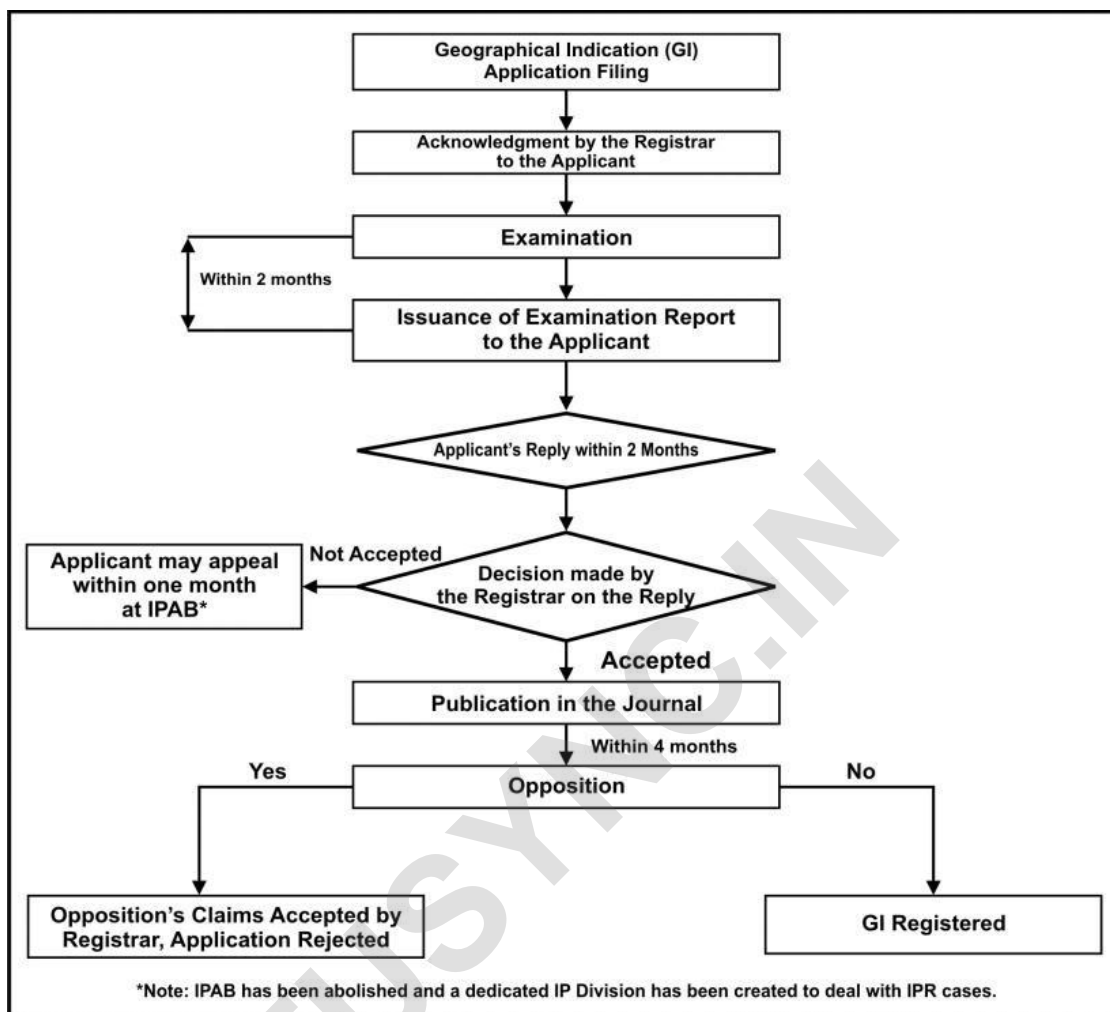 Geographical Indication (GI)
Application Filing
Acknowledgment by the Registrar
to the Applicant
Examination
Within 2 months
Issuance of Examination Report
to the Applicant
Applicant's Reply within 2 Months
Applicant may appeal
within one month
at IPAB*
Not Accepted
Decision made by
the Registrar on the Reply
Accepted
Publication in the Journal
Within 4 months
Yes
Opposition
No
Opposition's Claims Accepted by
Registrar, Application Rejected
GI Registered
*Note: IPAB has been abolished and a dedicated IP Division has been created to deal with IPR cases.
TUSYNC.IN